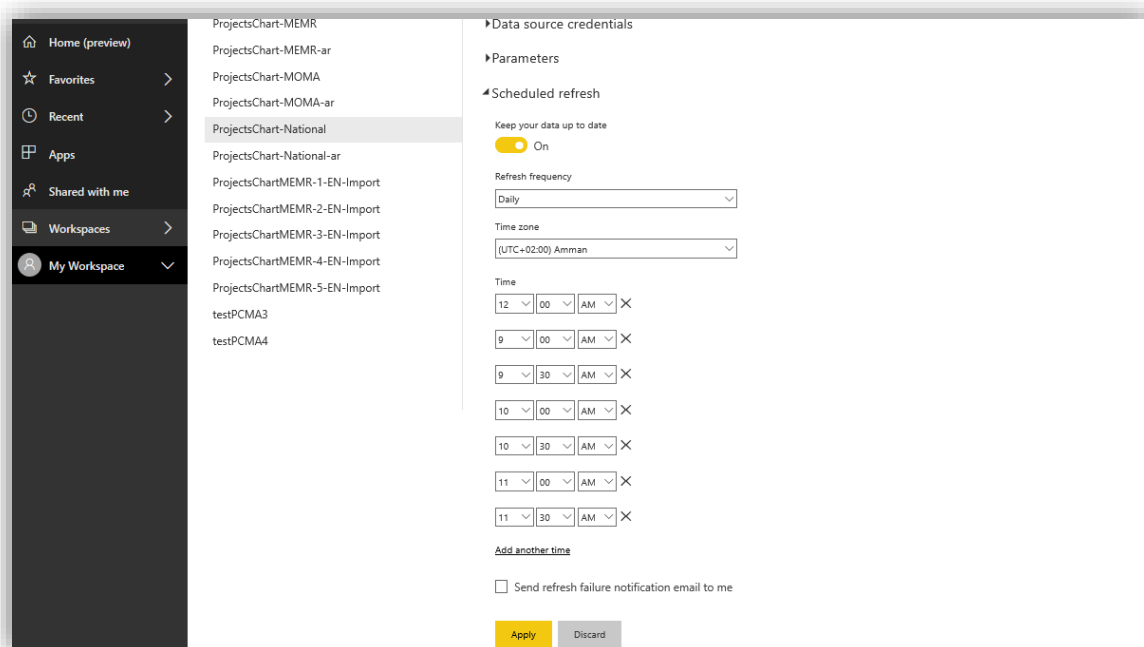 Home (preview)
Favorites
Recent
Apps
Shared with me
Workspaces
My Workspace
ProjectsChart-MEMR
ProjectsChart-MEMR-ar
ProjectsChart-MOMA
ProjectsChart-MOMA-ar
ProjectsChart-National
ProjectsChart-National-ar
ProjectsChartMEMR-1-EN-Import
ProjectsChartMEMR-2-EN-Import
ProjectsChartMEMR-3-EN-Import
ProjectsChartMEMR-4-EN-Import
ProjectsChartMEMR-5-EN-Import
testPCMA3
testPCMA4
Data source credentials
Parameters
Scheduled refresh
Keep your data up to date
On
Refresh frequency
Daily
Time zone
(UTC+02:00) Amman
Time
12 00 AM
9 00 AM
9 30 AM
10 00 AM
10 30 AM
11 00 AM
11 30 AM
Add another time
Send refresh failure notification email to me
Apply Discard